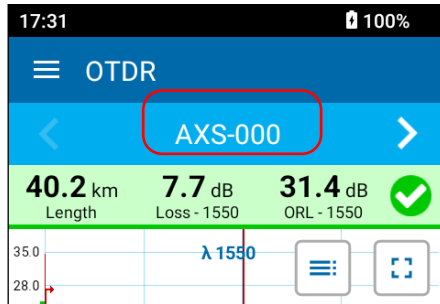 17:31 100%
OTDR
AXS-000
40.2 km 7.7 dB 31.4 dB
Length Loss - 1550 ORL - 1550
35.0 λ 1550
28.0